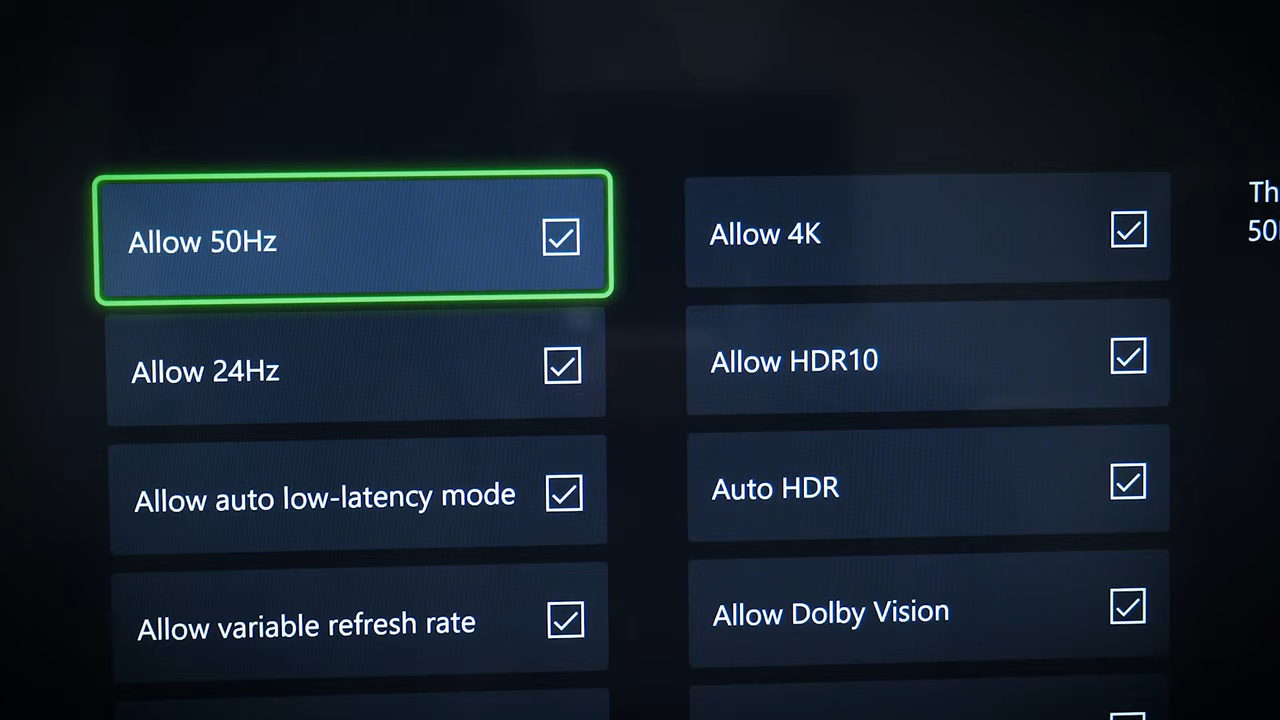 Allow 50Hz
Allow 24Hz
Allow auto low-latency mode
Allow variable refresh rate
Allow 4K
Allow HDR10
Auto HDR
Allow Dolby Vision